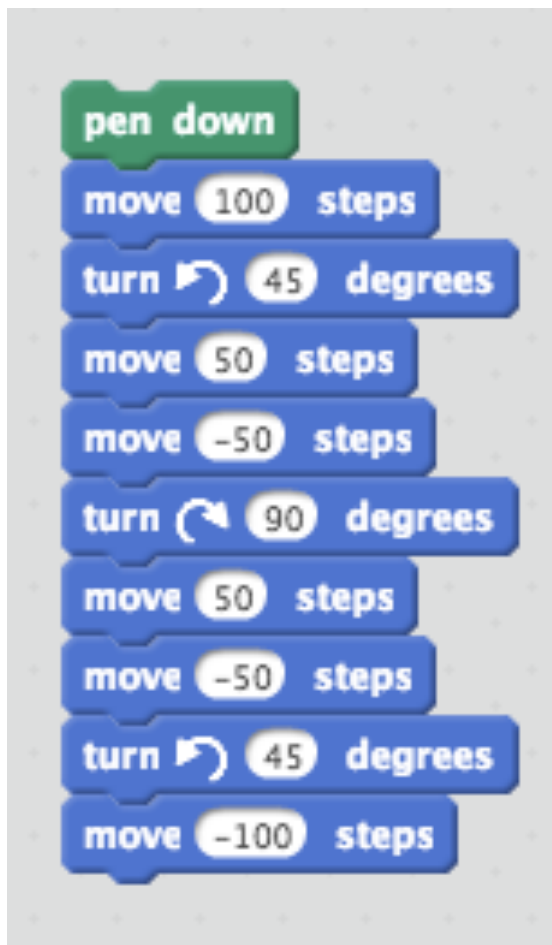 pen down
move 100 steps
turn 45 degrees
move 50 steps
move -50 steps
turn 90 degrees
move 50 steps
move -50 steps
turn 45 degrees
move -100 steps